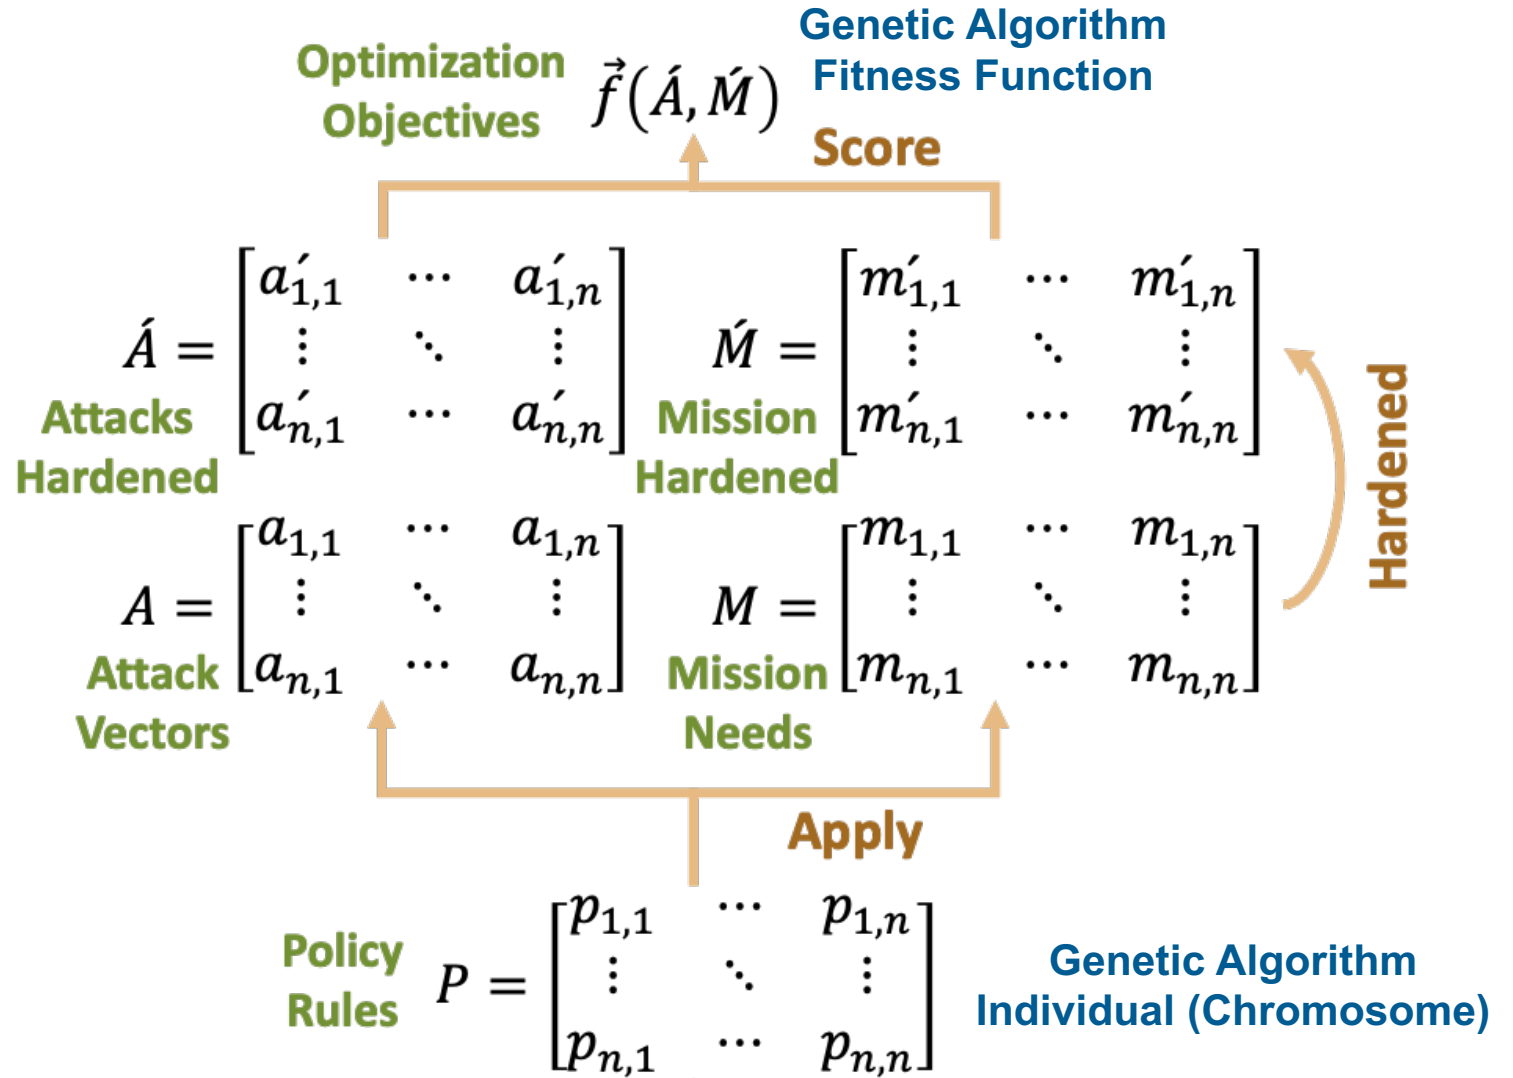 Genetic Algorithm
Fitness Function
Optimization
Objectives
f⃗(Á, Ḿ)
Score
Á = [a′1,1 ⋯ a′1,n
⋮ ⋱ ⋮
a′n,1 ⋯ a′n,n]
Attacks
Hardened
Ḿ = [m′1,1 ⋯ m′1,n
⋮ ⋱ ⋮
m′n,1 ⋯ m′n,n]
Mission
Hardened
Hardened
A = [a1,1 ⋯ a1,n
⋮ ⋱ ⋮
an,1 ⋯ an,n]
Attack
Vectors
M = [m1,1 ⋯ m1,n
⋮ ⋱ ⋮
mn,1 ⋯ mn,n]
Mission
Needs
Apply
Policy
Rules
P = [p1,1 ⋯ p1,n
⋮ ⋱ ⋮
pn,1 ⋯ pn,n]
Genetic Algorithm
Individual (Chromosome)